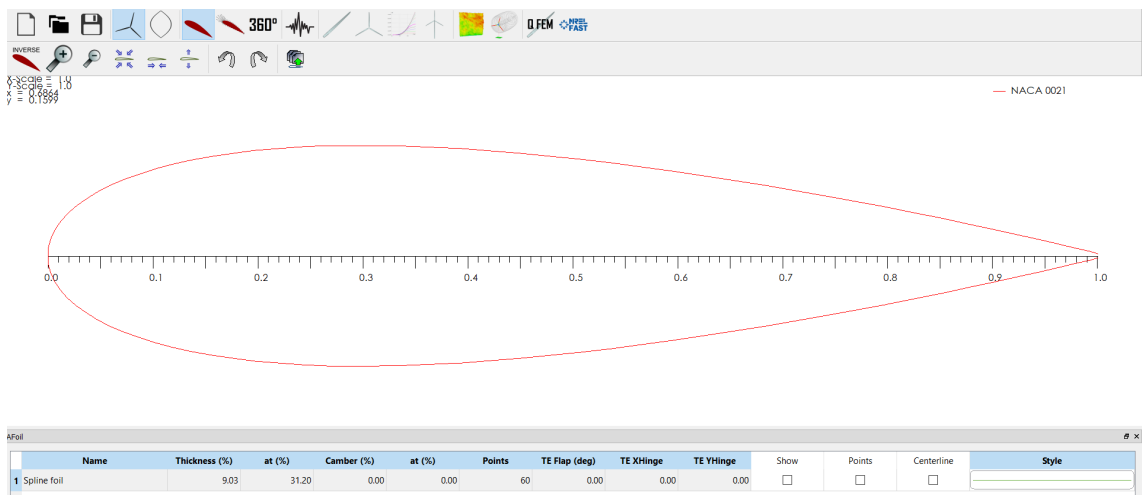 360°
Q FEM NREL FAST
INVERSE
X-Scale = 1.0
Y-Scale = 1.0
x = 0.6864
y = 0.1599
NACA 0021
0.0 0.1 0.2 0.3 0.4 0.5 0.6 0.7 0.8 0.9 1.0
AFoil
Name Thickness (%) at (%) Camber (%) at (%) Points TE Flap (deg) TE XHinge TE YHinge Show Points Centerline Style
1 Spline foil 9.03 31.20 0.00 0.00 60 0.00 0.00 0.00